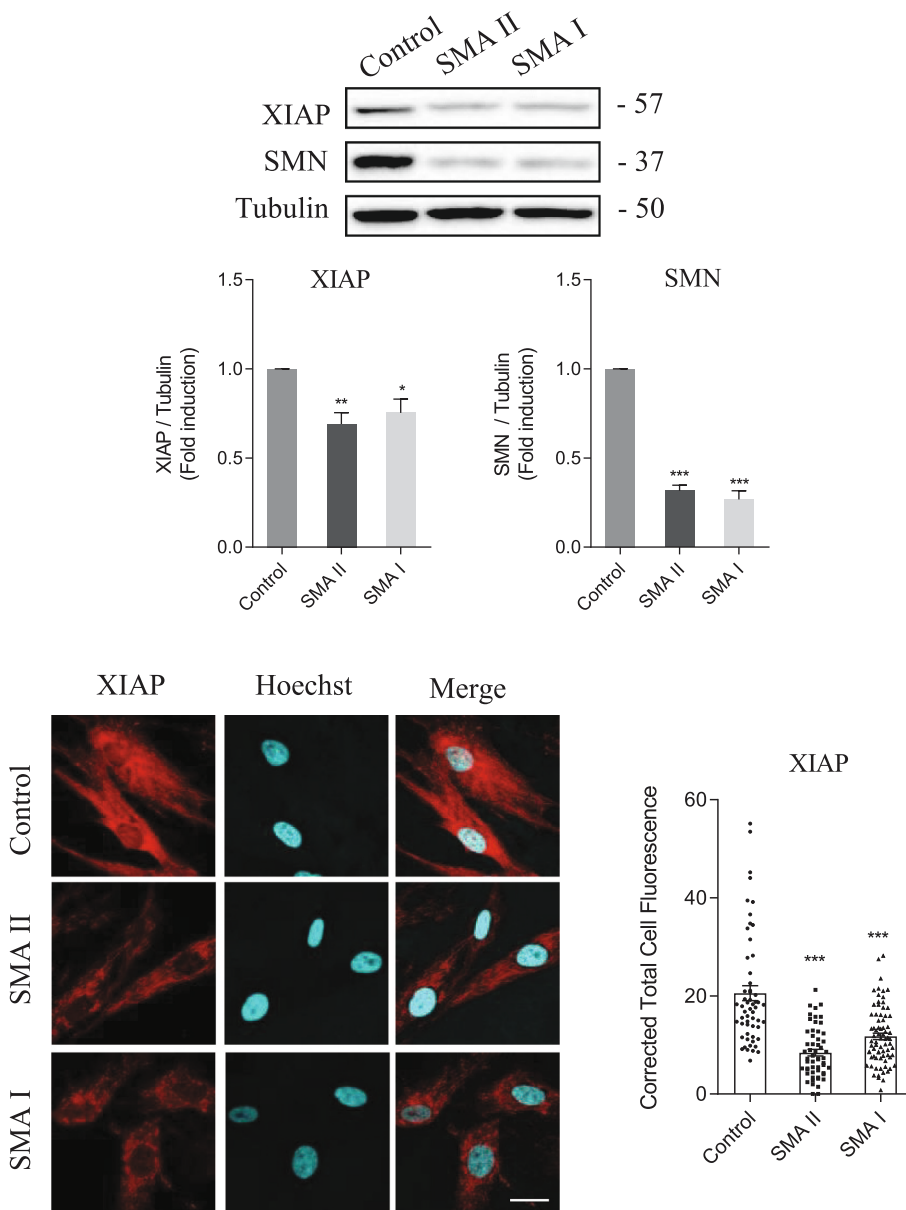 Control
SMA II
SMA I
XIAP
- 57
SMN
- 37
Tubulin
- 50
XIAP
1.5
1.0
0.5
0.0
XIAP / Tubulin
(Fold induction)
**
*
Control
SMA II
SMA I
SMN
1.5
1.0
0.5
0.0
SMN / Tubulin
(Fold induction)
***
***
Control
SMA II
SMA I
XIAP
Hoechst
Merge
Control
SMA II
SMA I
XIAP
60
40
20
0
Corrected Total Cell Fluorescence
***
***
Control
SMA II
SMA I